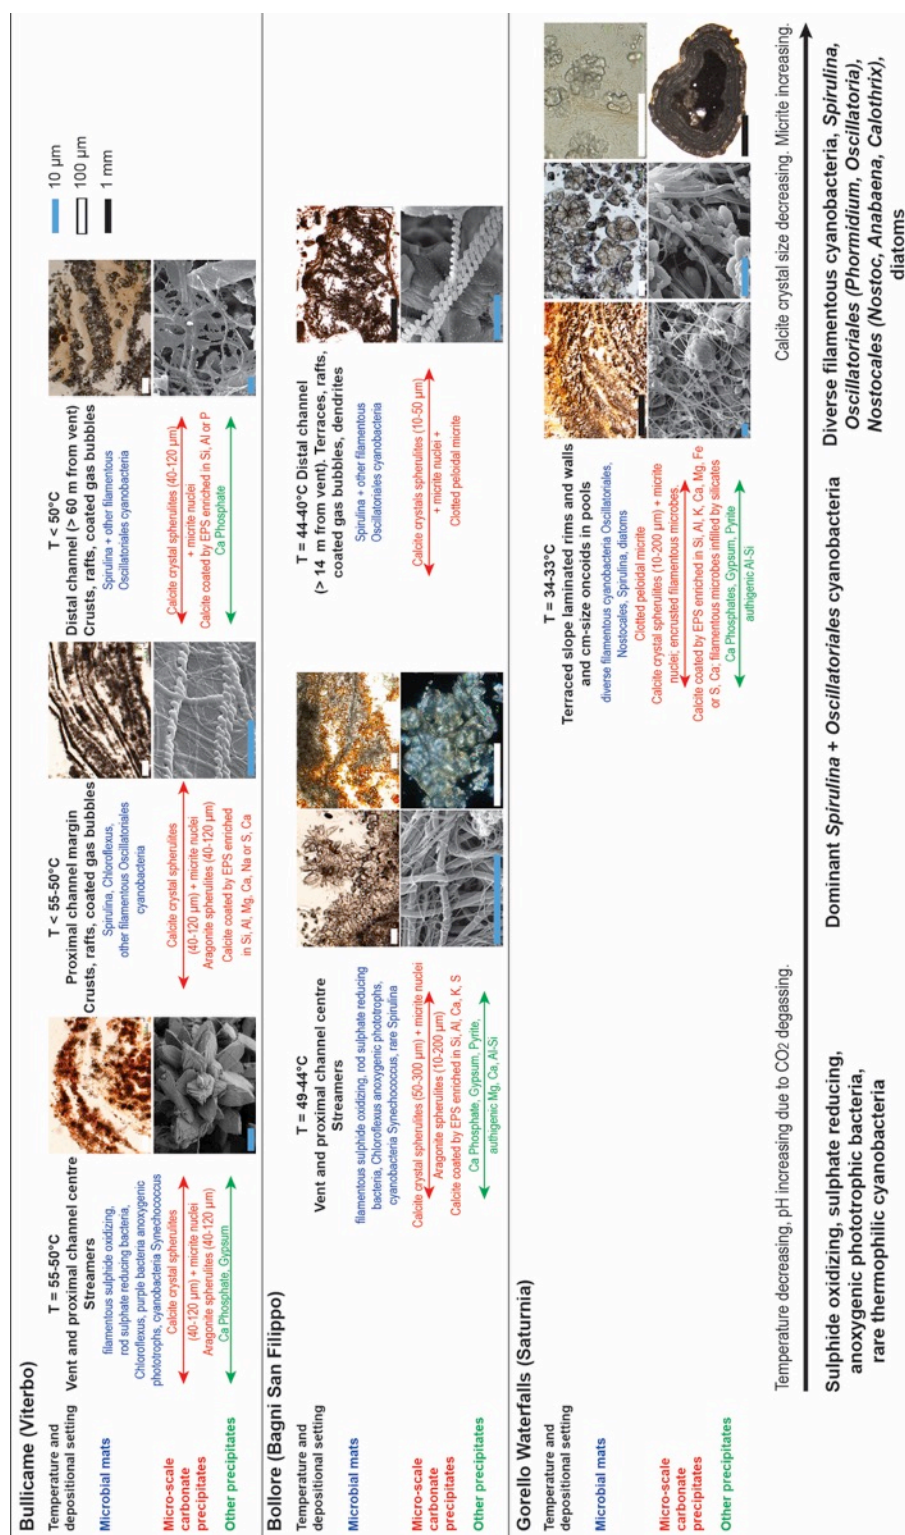 Bullicame (Viterbo)
Temperature and
depositional setting
Microbial mats
Micro-scale
carbonate
precipitates
Other precipitates
T = 55-50°C
Vent and proximal channel centre
Streamers
filamentous sulphide oxidizing,
rod sulphate reducing bacteria,
Chloroflexus, purple bacteria anoxygenic
phototrophs, cyanobacteria Synechococcus
Calcite crystal spherulites
(40-120 µm) + micrite nuclei
Aragonite spherulites (40-120 µm)
Ca Phosphate, Gypsum
T < 55-50°C
Proximal channel margin
Crusts, rafts, coated gas bubbles
Spirulina, Chloroflexus,
other filamentous Oscillatoriales
cyanobacteria
Calcite crystal spherulites
(40-120 µm) + micrite nuclei
Aragonite spherulites (40-120 µm)
Calcite coated by EPS enriched
in Si, Al, Mg, Ca, Na or S, Ca
T < 50°C
Distal channel (> 60 m from vent)
Crusts, rafts, coated gas bubbles
Spirulina + other filamentous
Oscillatoriales cyanobacteria
Calcite crystal spherulites (40-120 µm)
+ micrite nuclei
Calcite coated by EPS enriched in Si, Al or P
Ca Phosphate
10 µm
100 µm
1 mm
Bollore (Bagni San Filippo)
Temperature and
depositional setting
Microbial mats
Micro-scale
carbonate
precipitates
Other precipitates
T = 49-44°C
Vent and proximal channel centre
Streamers
filamentous sulphide oxidizing, rod sulphate reducing
bacteria, Chloroflexus anoxygenic phototrophs,
cyanobacteria Synechococcus, rare Spirulina
Calcite crystal spherulites (50-300 µm) + micrite nuclei
Aragonite spherulites (10-200 µm)
Calcite coated by EPS enriched in Si, Al, Ca, K, S
Ca Phosphate, Gypsum, Pyrite,
authigenic Mg, Ca, Al-Si
T = 44-40°C Distal channel
(> 14 m from vent). Terraces, rafts,
coated gas bubbles, dendrites
Spirulina + other filamentous
Oscillatoriales cyanobacteria
Calcite crystals spherulites (10-50 µm)
+ micrite nuclei +
Clotted peloidal micrite
Gorello Waterfalls (Saturnia)
Temperature and
depositional setting
Microbial mats
Micro-scale
carbonate
precipitates
Other precipitates
T = 34-33°C
Terraced slope laminated rims and walls
and cm-size oncoids in pools
diverse filamentous cyanobacteria Oscillatoriales,
Nostocales, Spirulina, diatoms
Clotted peloidal micrite
Calcite crystal spherulites (10-200 µm) + micrite
nuclei; encrusted filamentous microbes,
Calcite coated by EPS enriched in Si, Al, K, Ca, Mg, Fe
or S, Ca; filamentous microbes infilled by silicates
Ca Phosphates, Gypsum, Pyrite
authigenic Al-Si
Temperature decreasing, pH increasing due to CO2 degassing.
Calcite crystal size decreasing. Micrite increasing.
Sulphide oxidizing, sulphate reducing,
anoxygenic phototrophic bacteria,
rare thermophilic cyanobacteria
Dominant Spirulina + Oscillatoriales cyanobacteria
Diverse filamentous cyanobacteria, Spirulina,
Oscillatoriales (Phormidium, Oscillatoria),
Nostocales (Nostoc, Anabaena, Calothrix),
diatoms